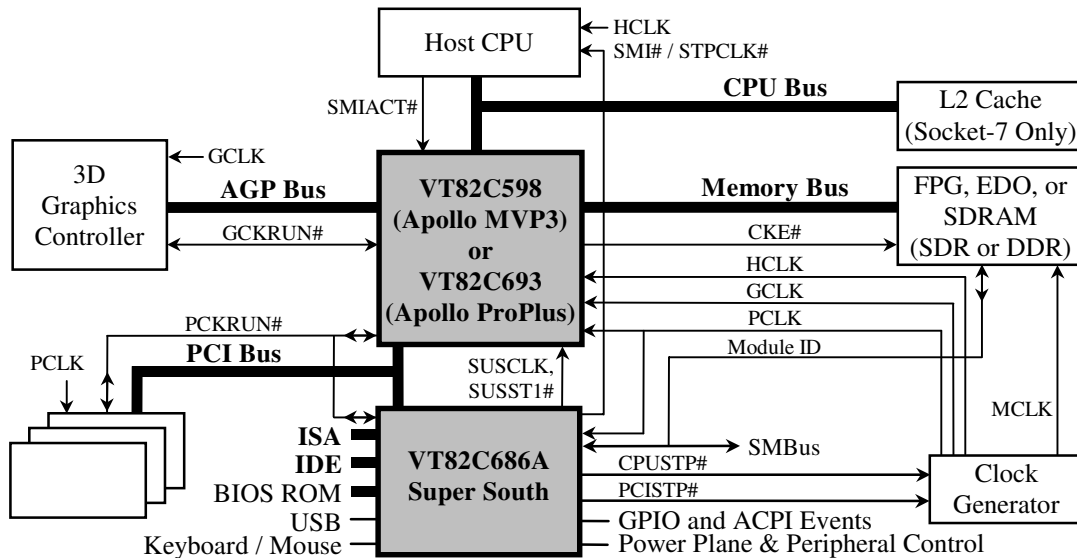 Host CPU
HCLK
SMI# / STPCLK#
SMIACT#
CPU Bus
L2 Cache
(Socket-7 Only)
3D
Graphics
Controller
GCLK
AGP Bus
GCKRUN#
VT82C598
(Apollo MVP3)
or
VT82C693
(Apollo ProPlus)
Memory Bus
CKE#
FPG, EDO, or
SDRAM
(SDR or DDR)
HCLK
GCLK
PCLK
Module ID
PCKRUN#
PCI Bus
PCLK
SUSCLK,
SUSST1#
MCLK
ISA
IDE
BIOS ROM
USB
Keyboard / Mouse
VT82C686A
Super South
SMBus
CPUSTP#
PCISTP#
GPIO and ACPI Events
Power Plane & Peripheral Control
Clock
Generator